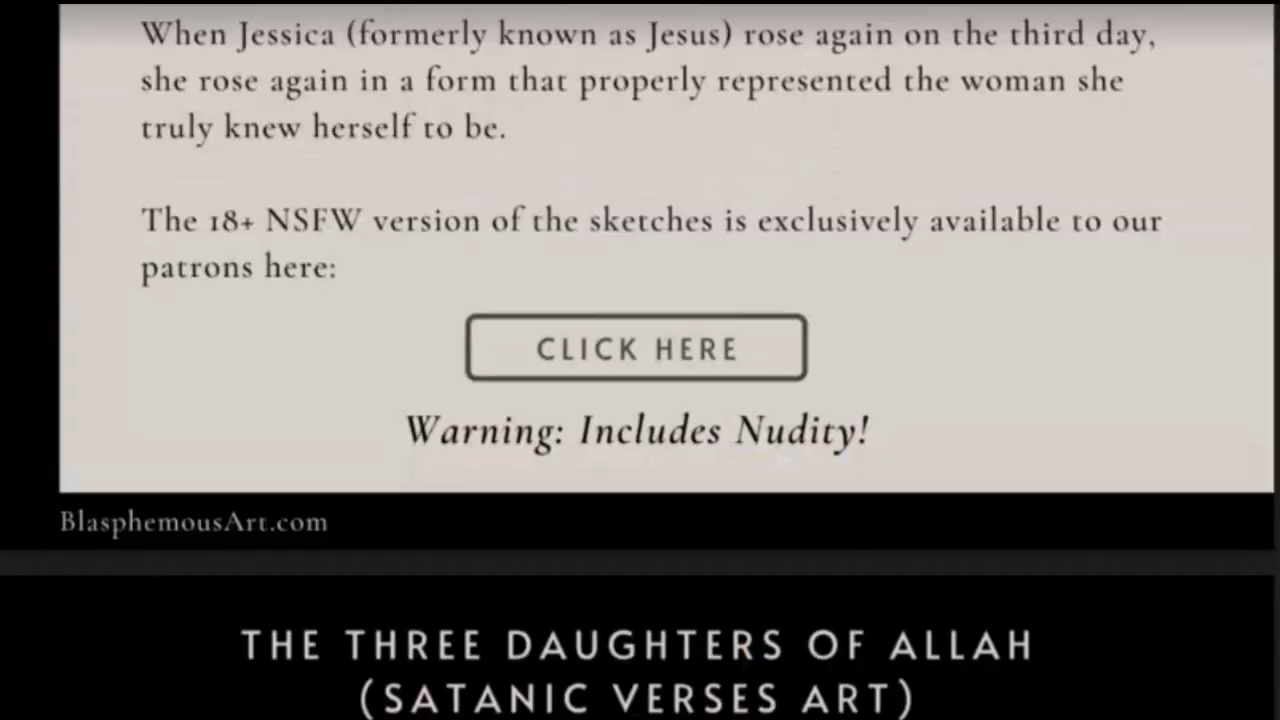 When Jessica (formerly known as Jesus) rose again on the third day,
she rose again in a form that properly represented the woman she
truly knew herself to be.
The 18+ NSFW version of the sketches is exclusively available to our
patrons here:
CLICK HERE
Warning: Includes Nudity!
BlasphemousArt.com
THE THREE DAUGHTERS OF ALLAH
(SATANIC VERSES ART)